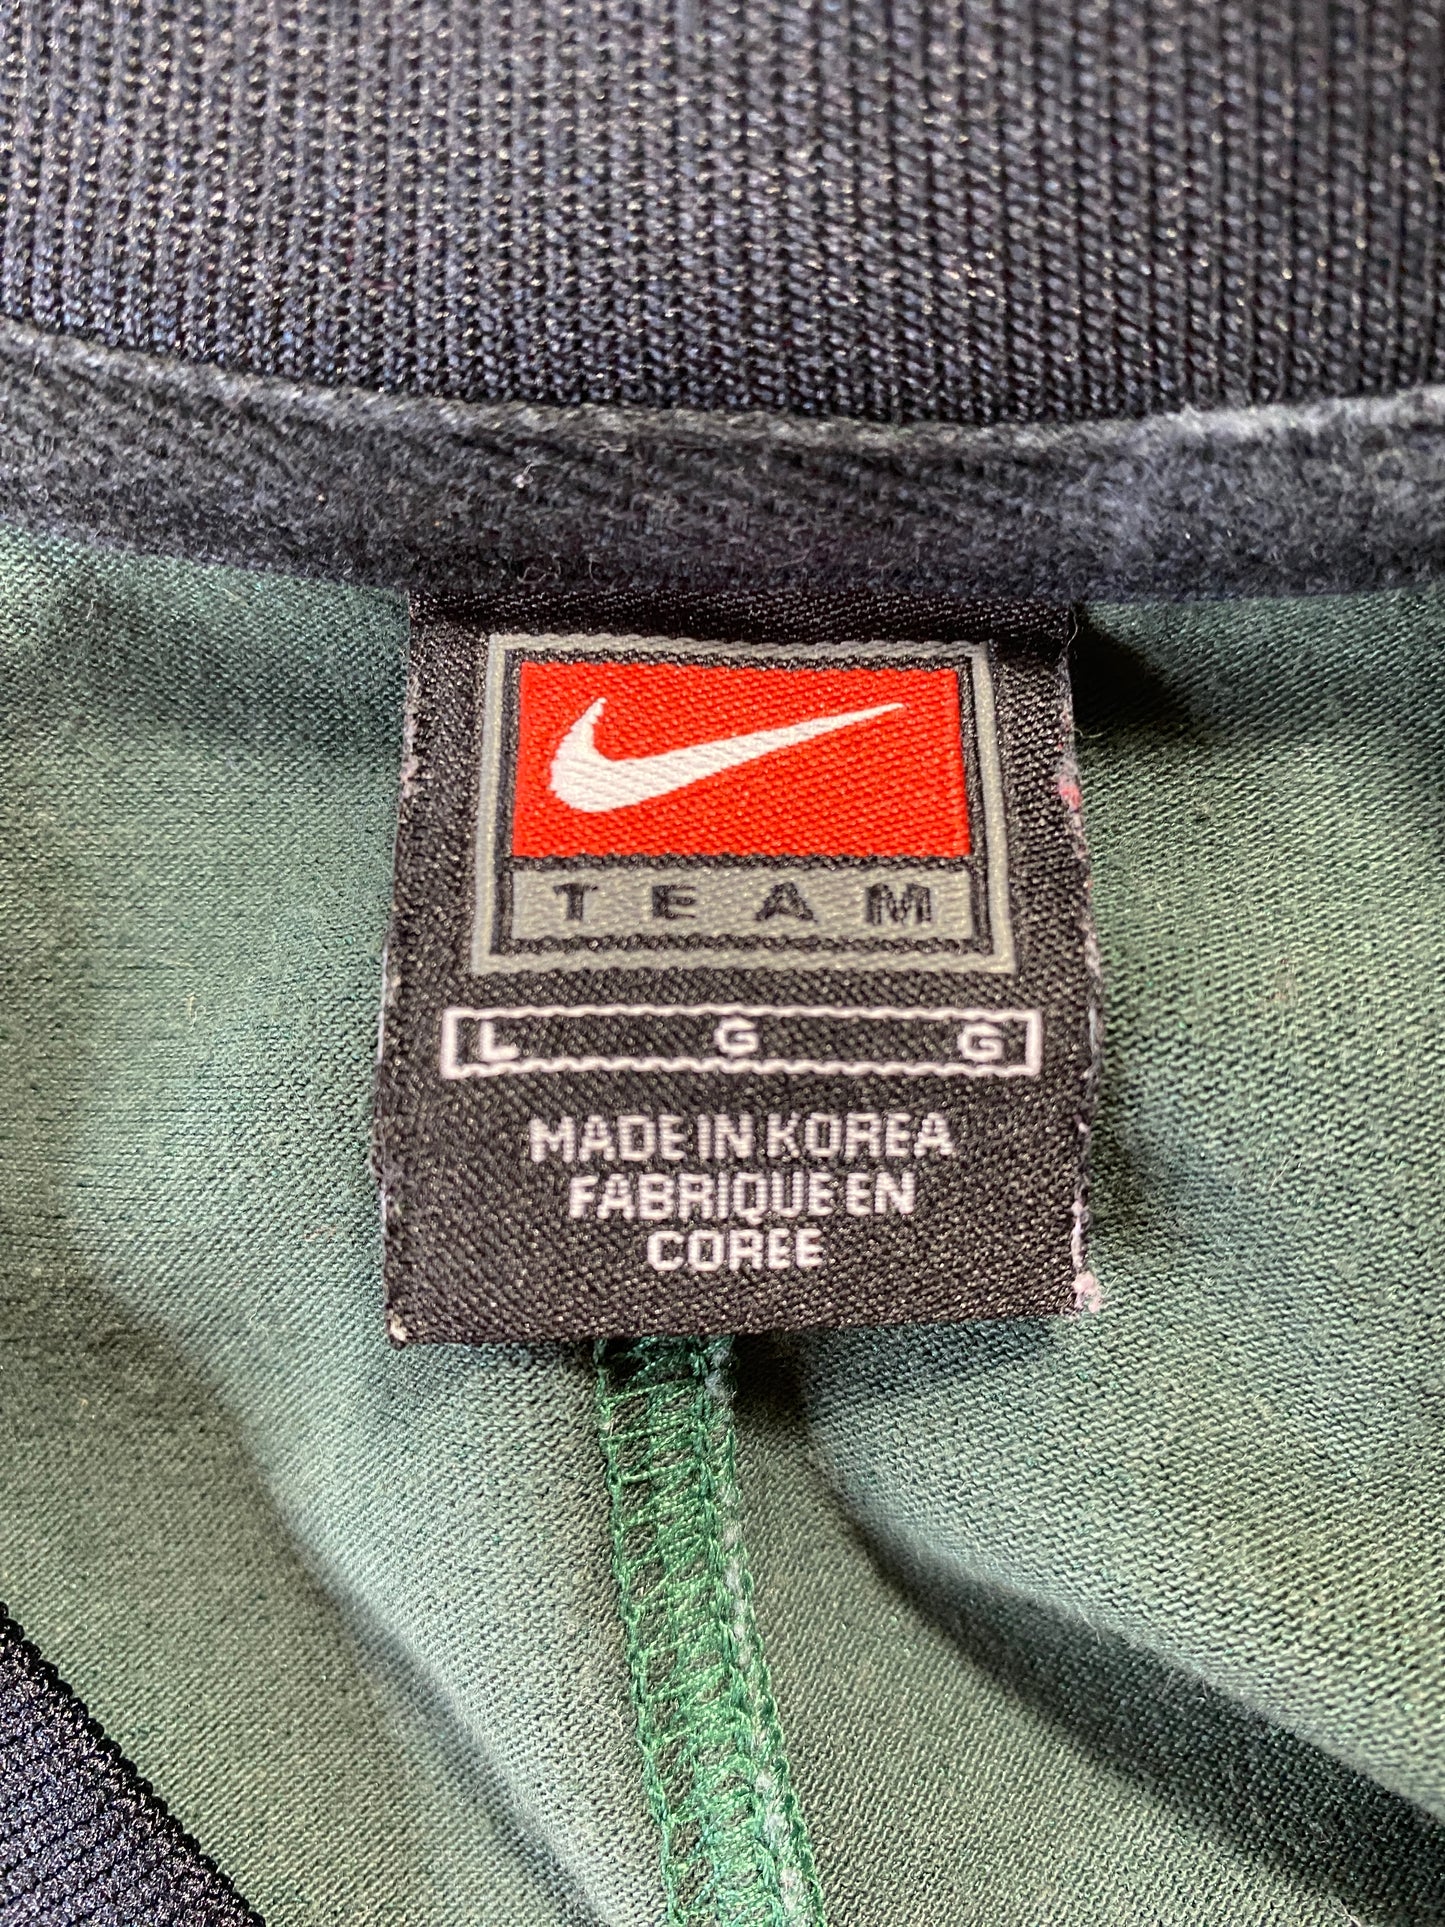 TEAM
L G G
MADE IN KOREA
FABRIQUE EN
COREE